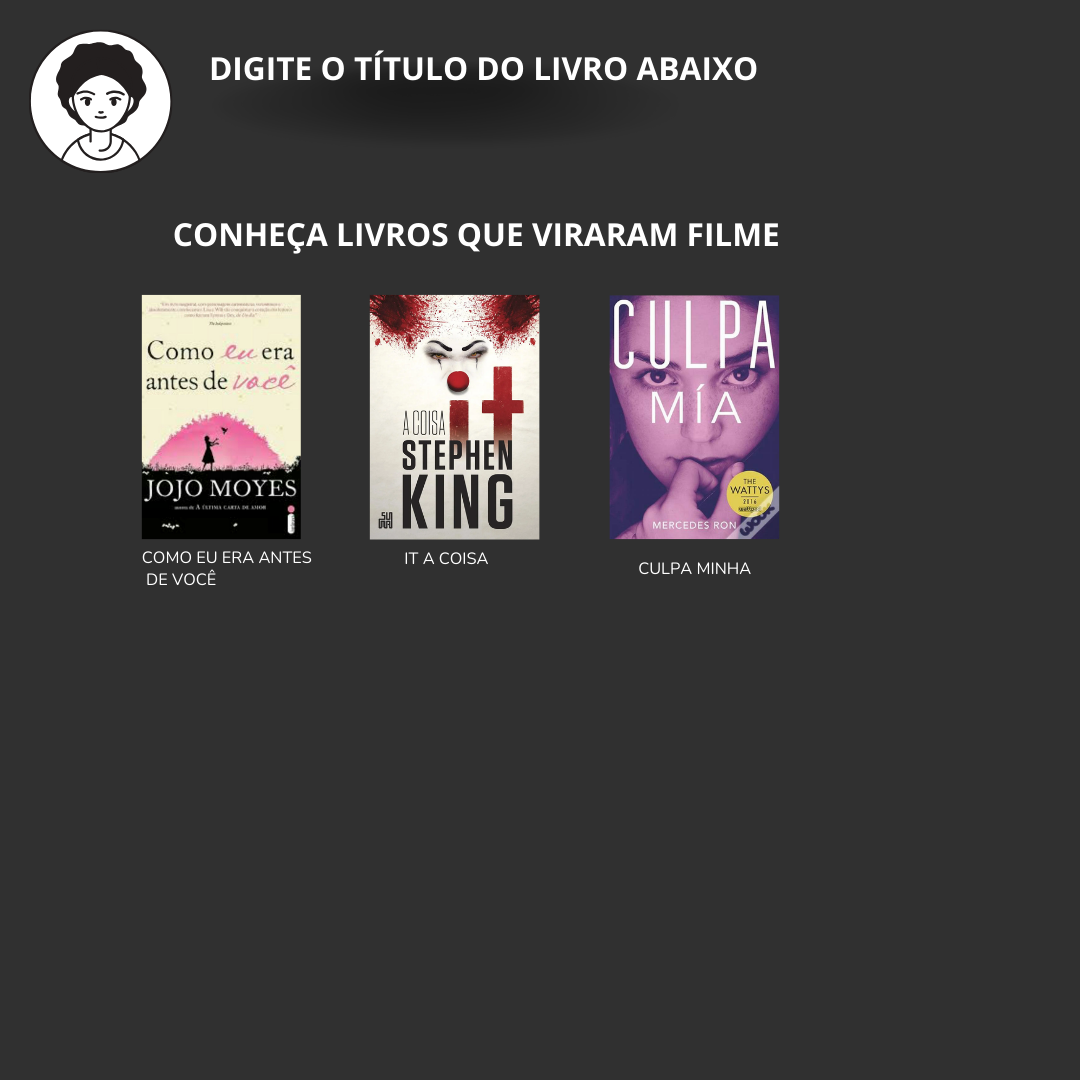 DIGITE O TÍTULO DO LIVRO ABAIXO
CONHEÇA LIVROS QUE VIRARAM FILME
Como eu era
antes de você
JOJO MOYES
autora de A ÚLTIMA CARTA DE AMOR
COMO EU ERA ANTES
DE VOCÊ
it
A COISA
STEPHEN
KING
IT A COISA
CULPA
MÍA
THE
WATTYS
2016
MERCEDES RON
CULPA MINHA